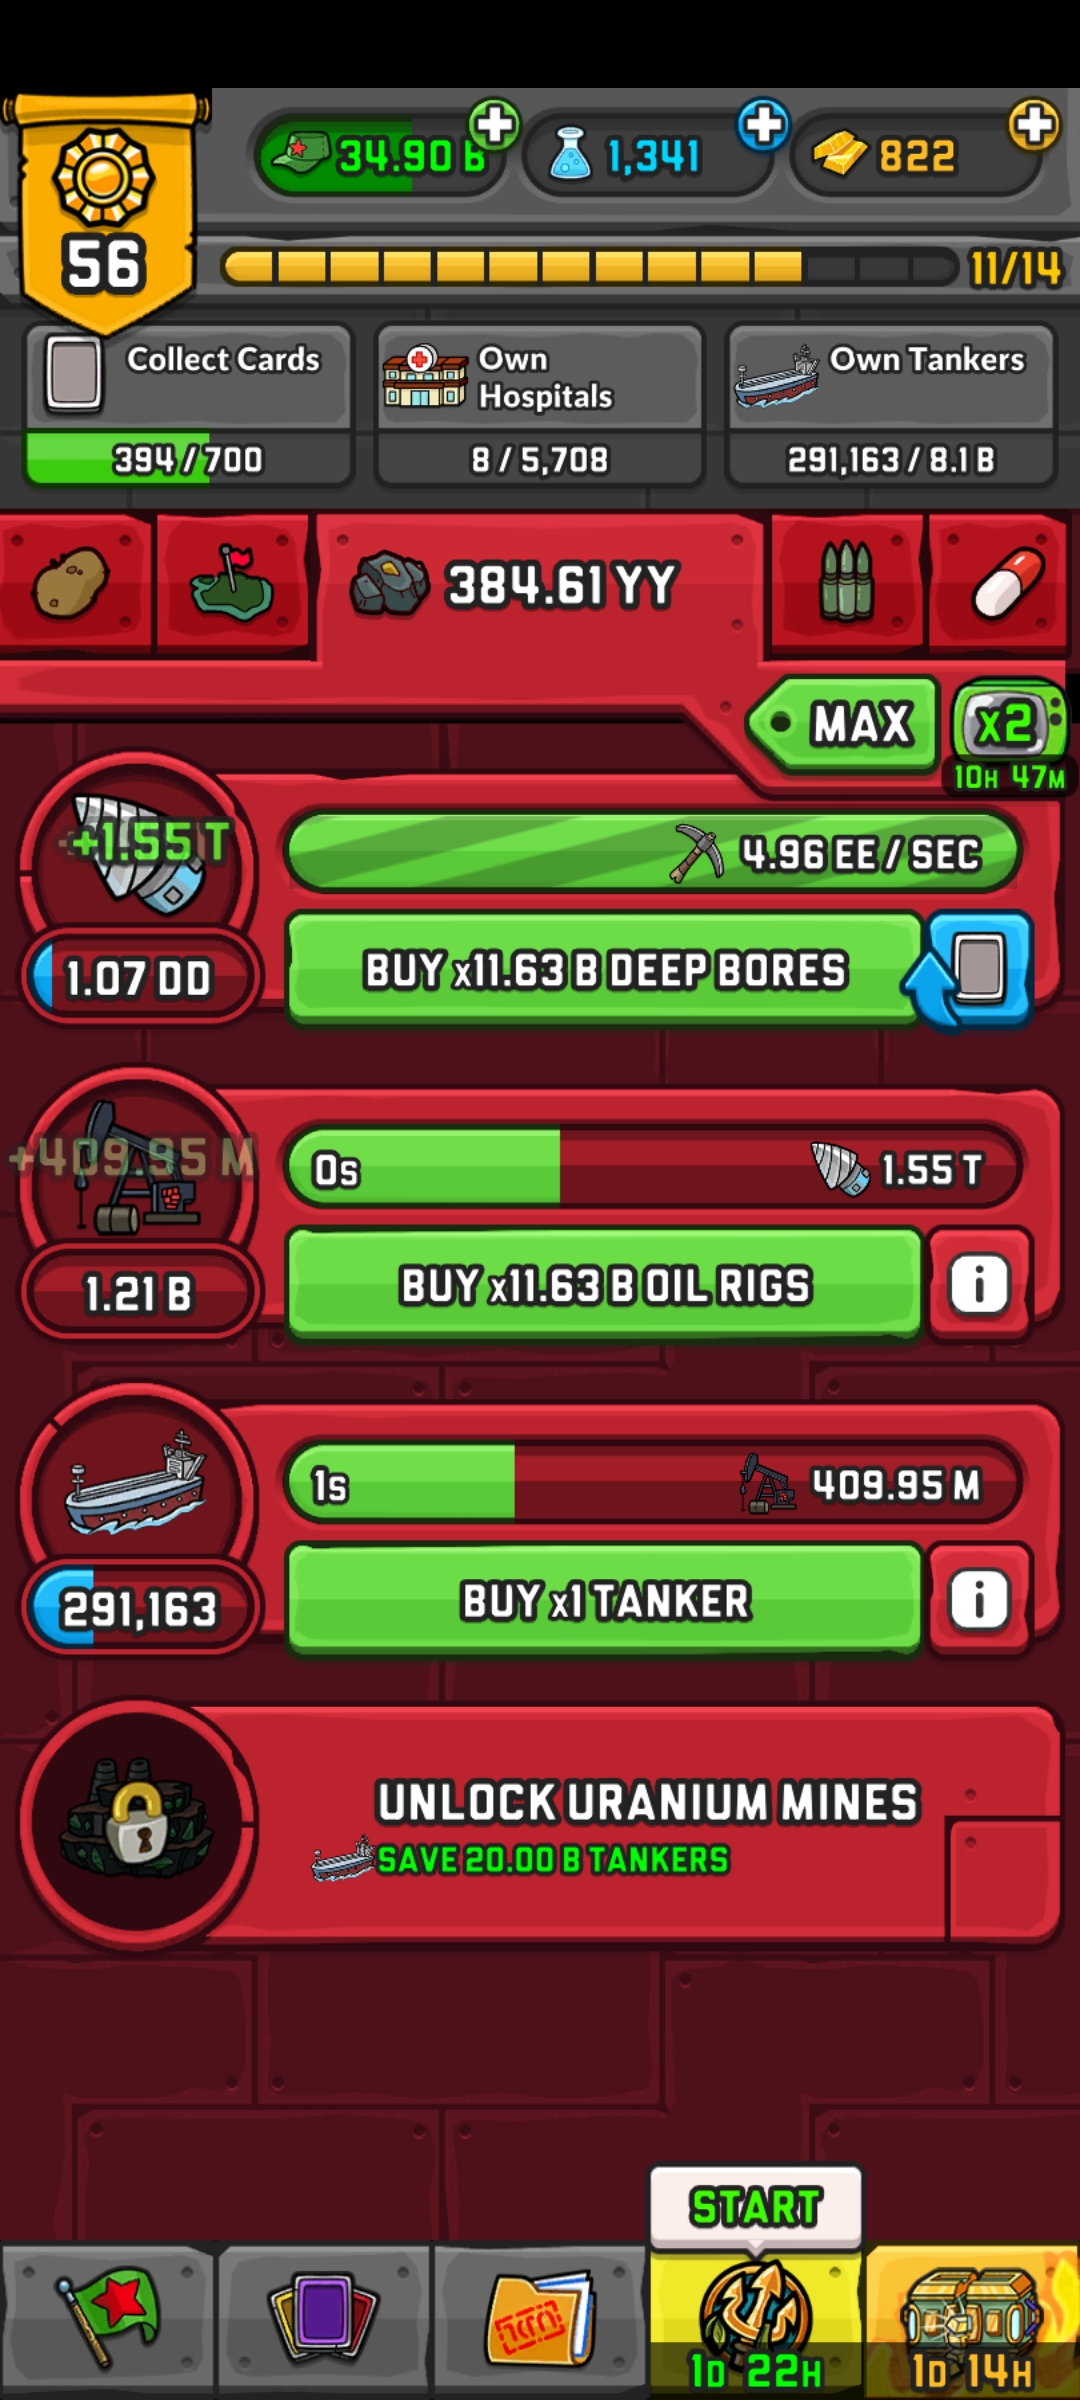 34.90 B
1,341
822
56
11/14
Collect Cards
394/700
Own
Hospitals
8/5,708
Own Tankers
291,163/8.1 B
384.61 YY
MAX
x2
10H 47M
+1.55 T
4.96 EE/SEC
1.07 DD
BUY x11.63 B DEEP BORES
+409.95 M
0s
1.55 T
1.21 B
BUY x11.63 B OIL RIGS
i
1s
409.95 M
291,163
BUY x1 TANKER
i
UNLOCK URANIUM MINES
SAVE 20.00 B TANKERS
START
1D 22H
1D 14H